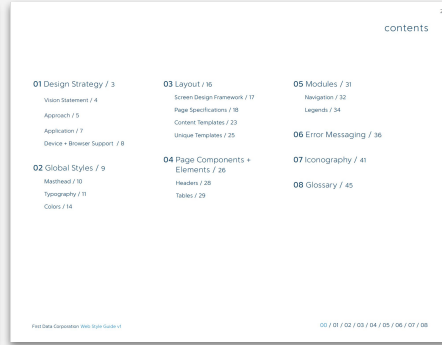 contents
01 Design Strategy / 3
Vision Statement / 4
Approach / 5
Application / 7
Device + Browser Support / 8
02 Global Styles / 9
Masthead / 10
Typography / 11
Colors / 14
03 Layout / 16
Screen Design Framework / 17
Page Specifications / 18
Content Templates / 23
Unique Templates / 25
04 Page Components +
Elements / 26
Headers / 28
Tables / 29
05 Modules / 31
Navigation / 32
Legends / 34
06 Error Messaging / 36
07 Iconography / 41
08 Glossary / 45
First Data Corporation Web Style Guide v1
00 / 01 / 02 / 03 / 04 / 05 / 06 / 07 / 08